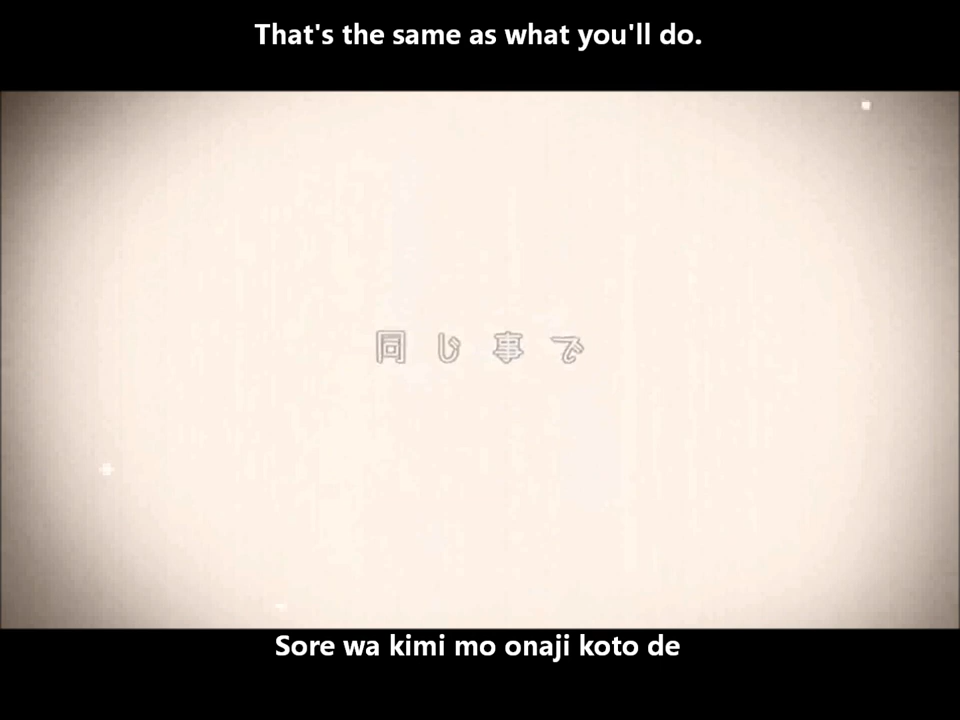 That's the same as what you'll do.
同じ事で
Sore wa kimi mo onaji koto de